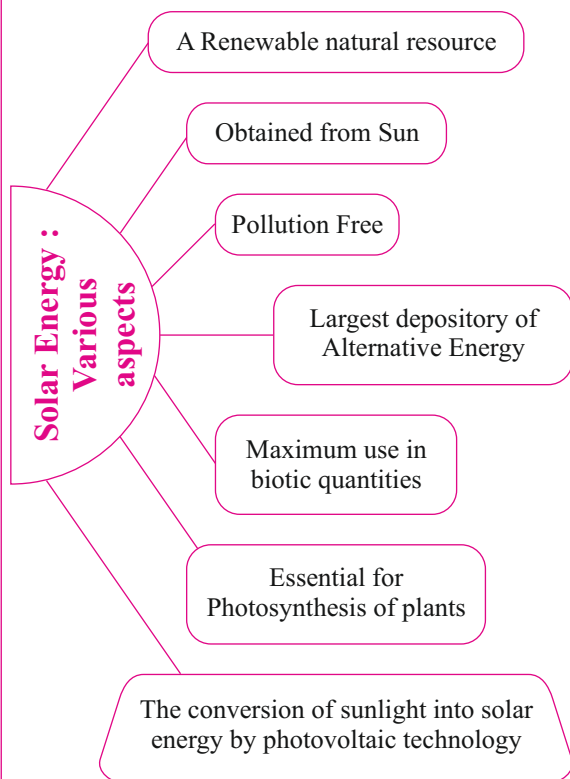 Solar Energy :
Various
aspects
A Renewable natural resource
Obtained from Sun
Pollution Free
Largest depository of
Alternative Energy
Maximum use in
biotic quantities
Essential for
Photosynthesis of plants
The conversion of sunlight into solar
energy by photovoltaic technology